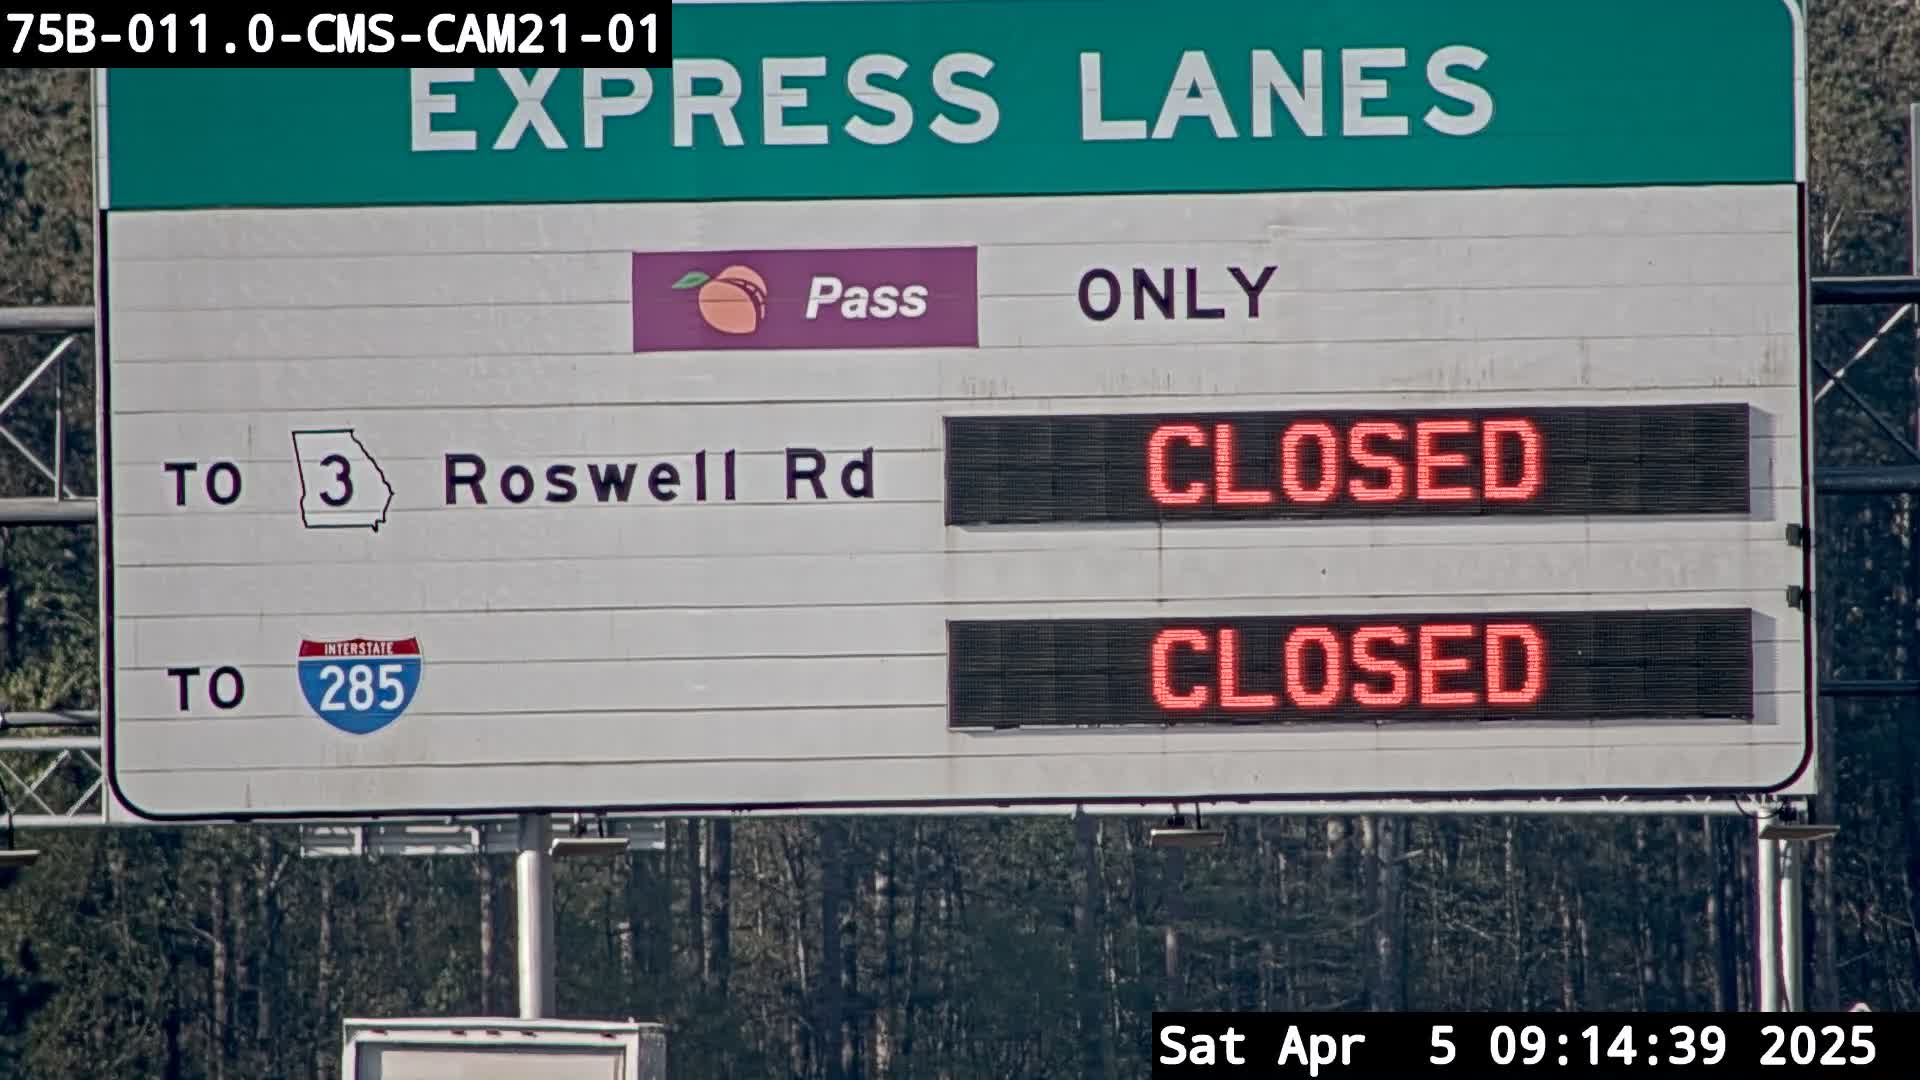 75B-011.0-CMS-CAM21-01
EXPRESS LANES
Pass ONLY
TO 3 Roswell Rd CLOSED
INTERSTATE
TO 285 CLOSED
Sat Apr 5 09:14:39 2025